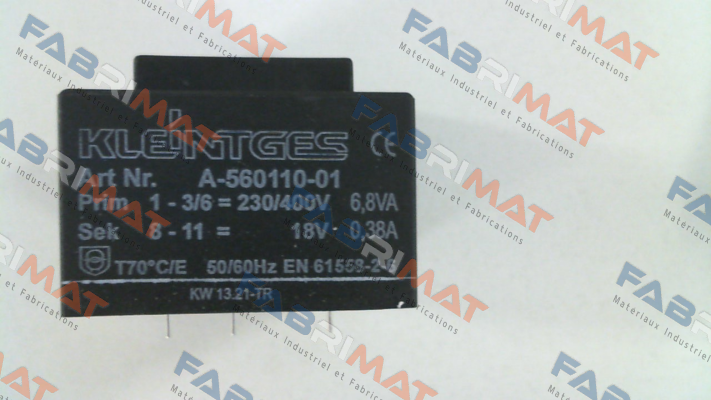 KLEINTGES CE
Art Nr. A-560110-01
Prim 1 - 3/6 = 230/400V 6,8VA
Sek 8 - 11 = 18V 0,38A
T70°C/E 50/60Hz EN 61558-2-6
KW 13.21-TR
FABRIMAT
Materiaux Industriel et Fabrications